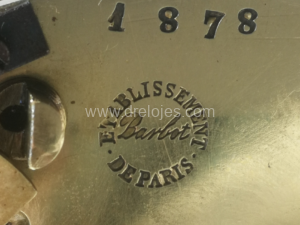 1878
ETABLISSEMENT
Barbot
· DE PARIS ·
www.drelojes.com